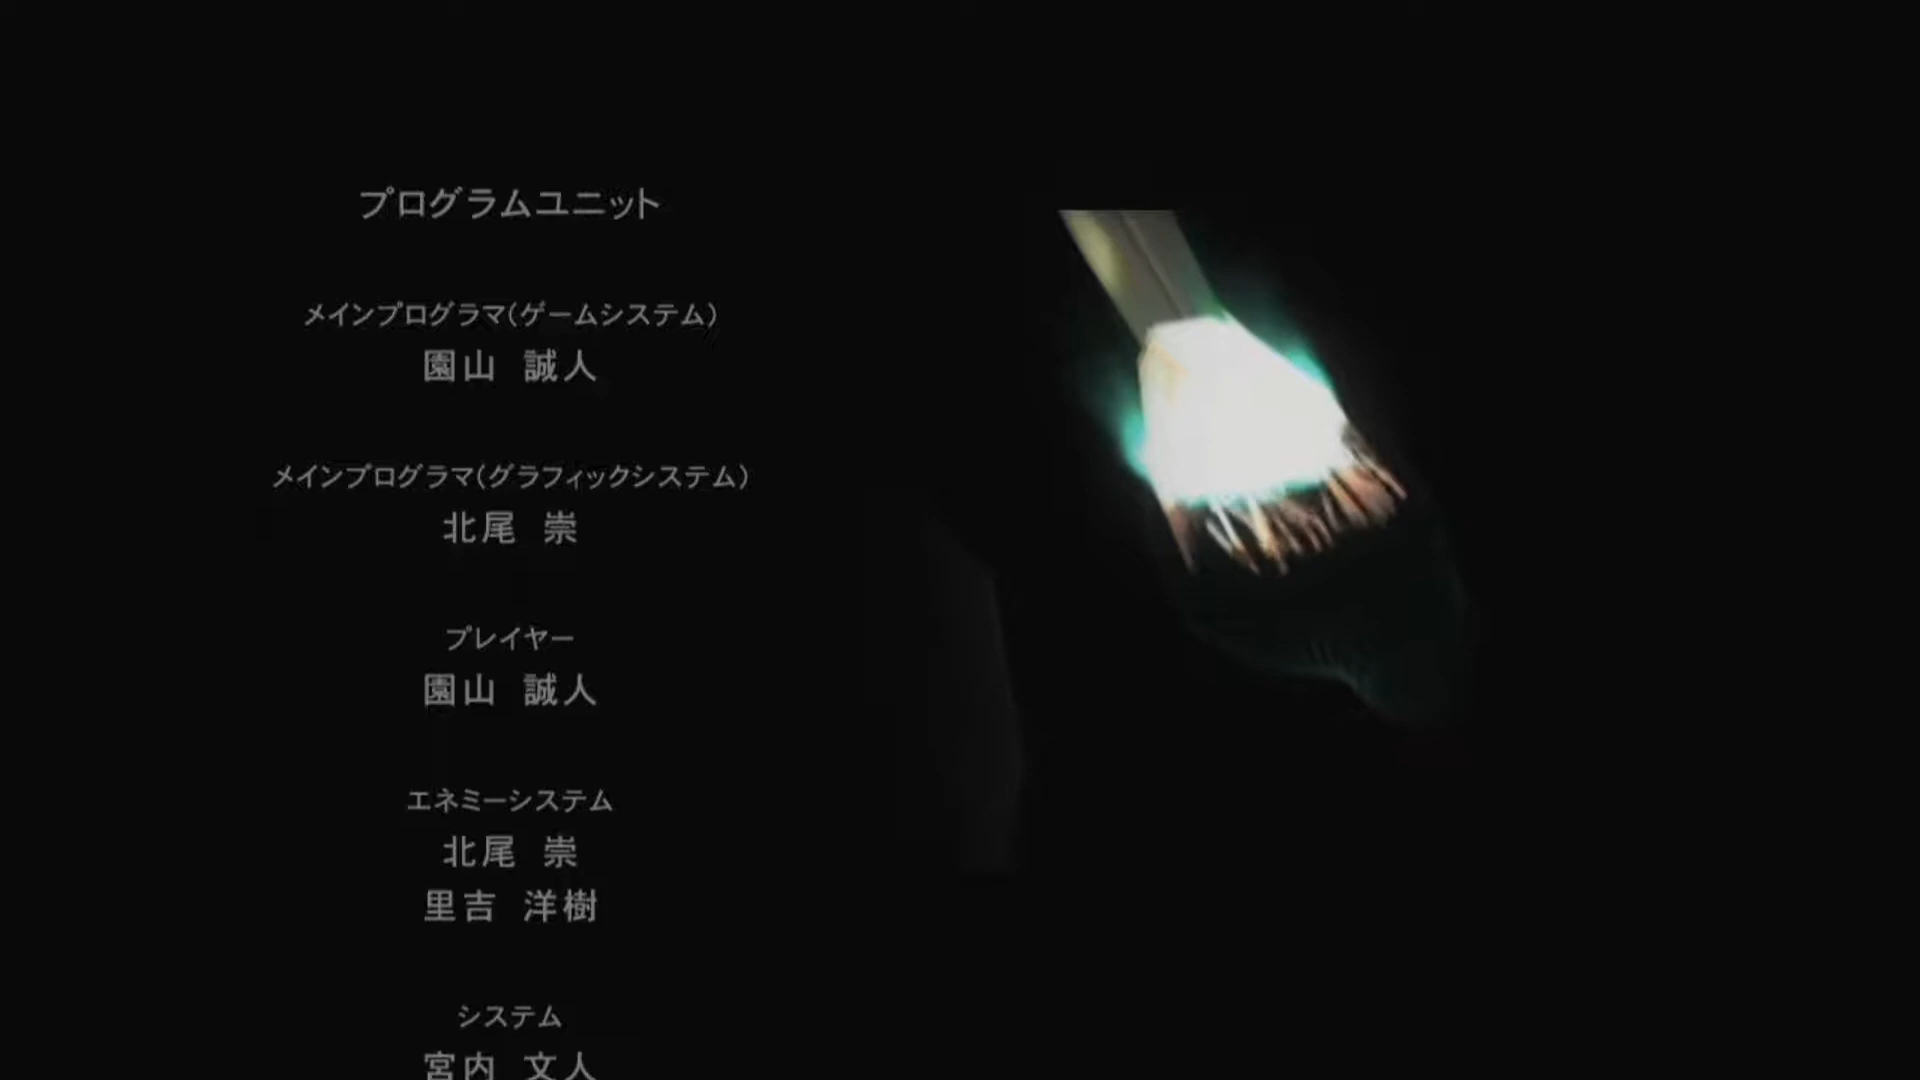 プログラムユニット
メインプログラマ(ゲームシステム)
園山 誠人
メインプログラマ(グラフィックシステム)
北尾 崇
プレイヤー
園山 誠人
エネミーシステム
北尾 崇
里吉 洋樹
システム
宮内 文人